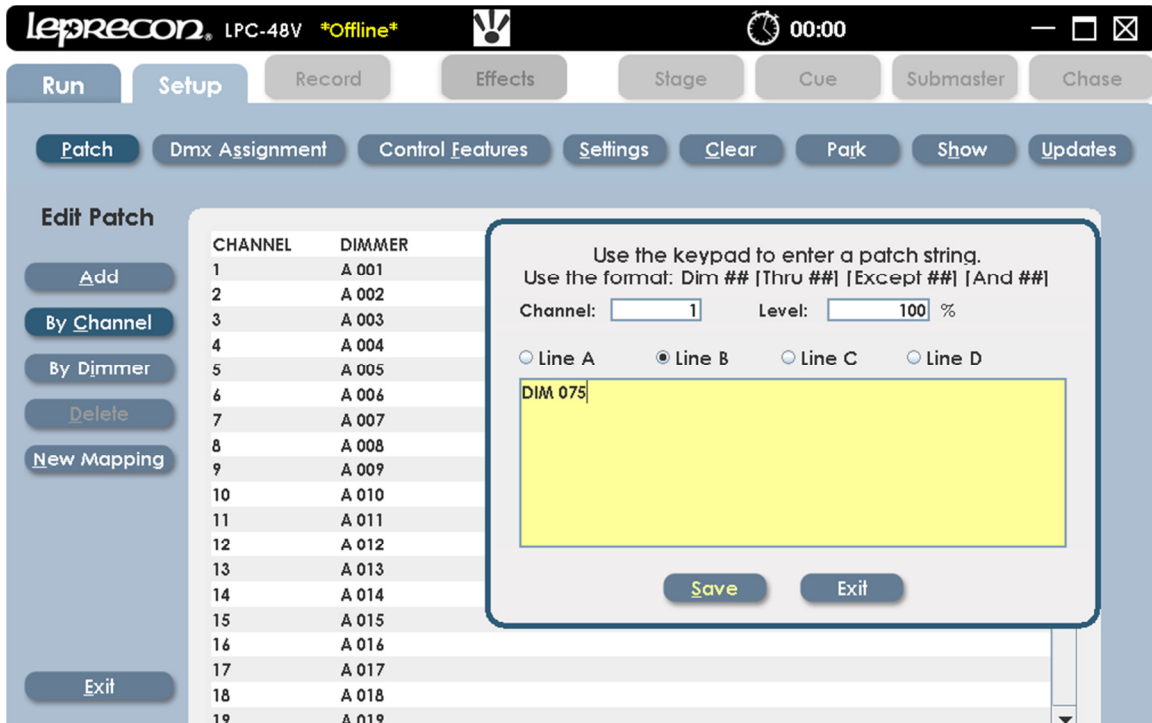 Leprecon. LPC-48V *Offline* 00:00
Run Setup Record Effects Stage Cue Submaster Chase
Patch Dmx Assignment Control Features Settings Clear Park Show Updates
Edit Patch
Add
By Channel
By Dimmer
Delete
New Mapping
Exit
CHANNEL DIMMER
1 A 001
2 A 002
3 A 003
4 A 004
5 A 005
6 A 006
7 A 007
8 A 008
9 A 009
10 A 010
11 A 011
12 A 012
13 A 013
14 A 014
15 A 015
16 A 016
17 A 017
18 A 018
19 A 019
Use the keypad to enter a patch string.
Use the format: Dim ## [Thru ##] [Except ##] [And ##]
Channel: 1 Level: 100 %
Line A Line B Line C Line D
DIM 075
Save Exit